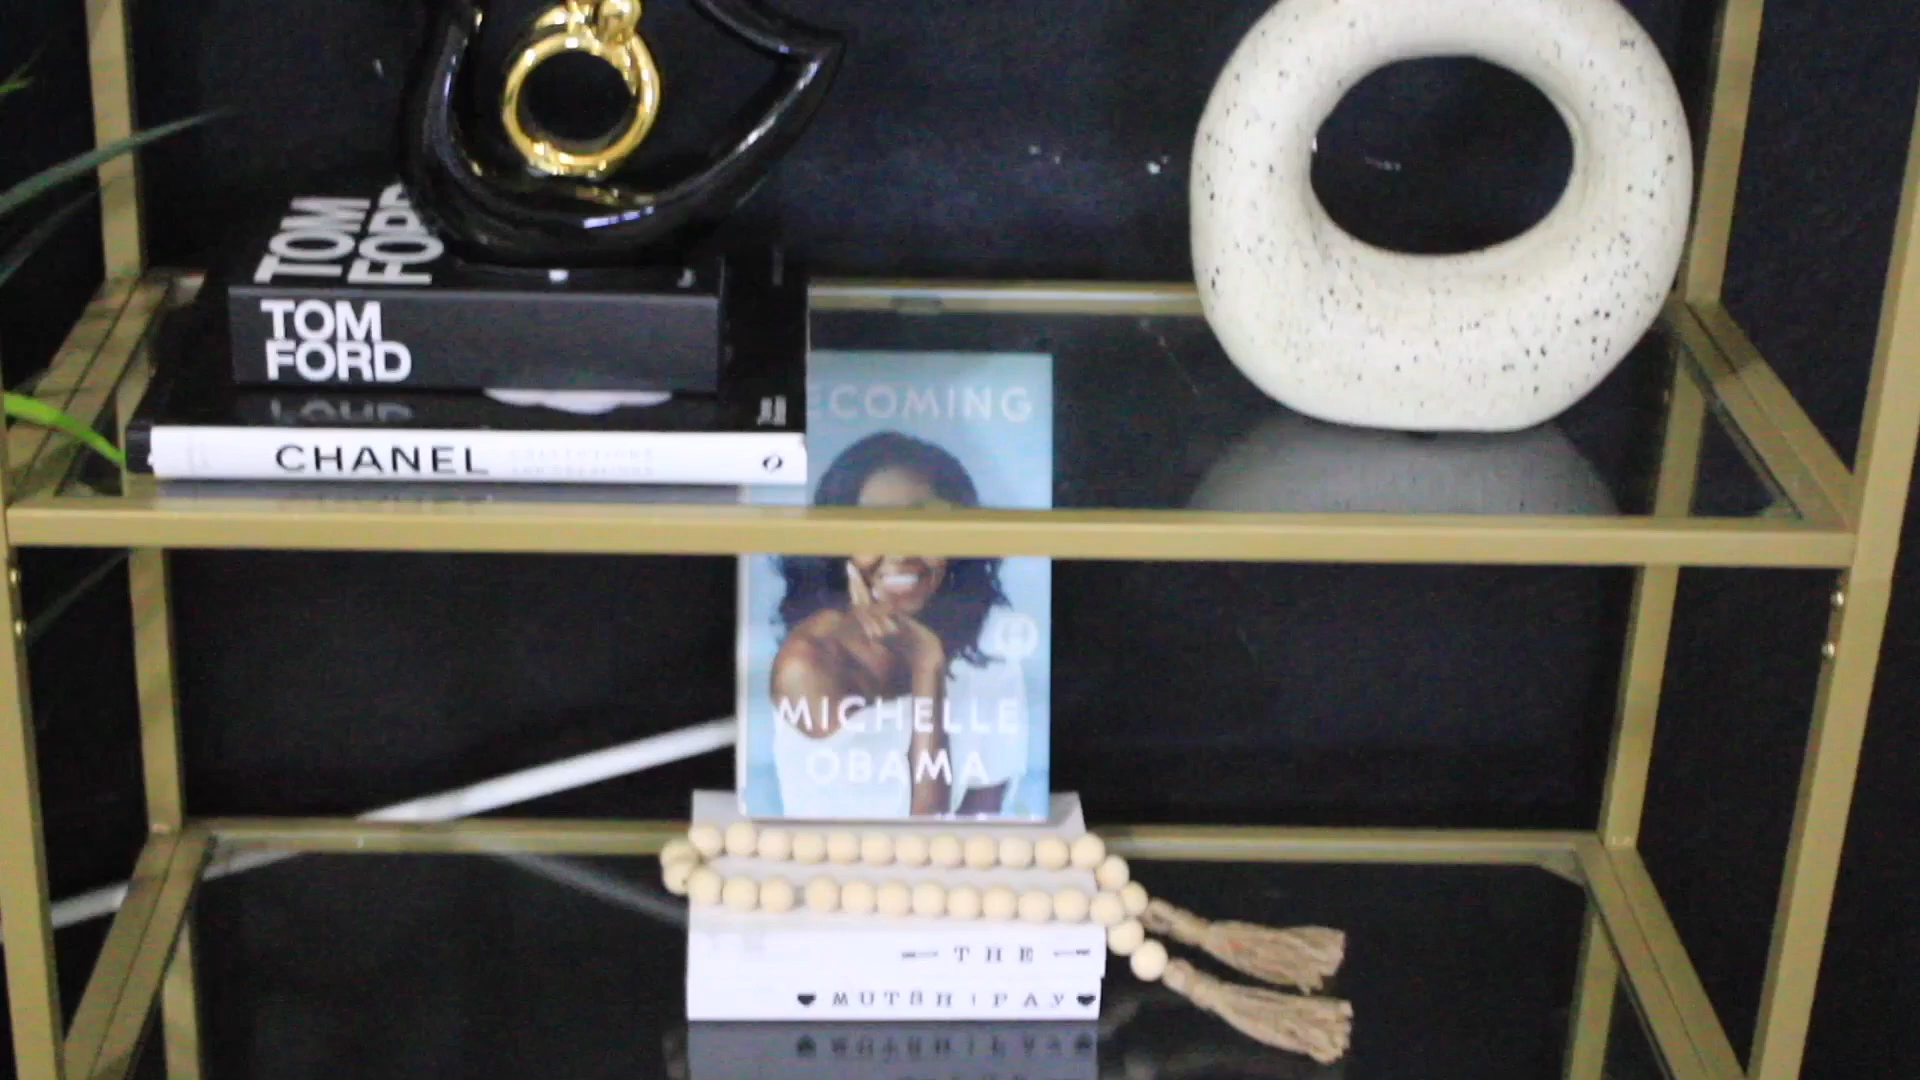 TOM
FORD
TOM
FORD
CHANEL
ECOMING
MICHELLE
OBAMA
THE